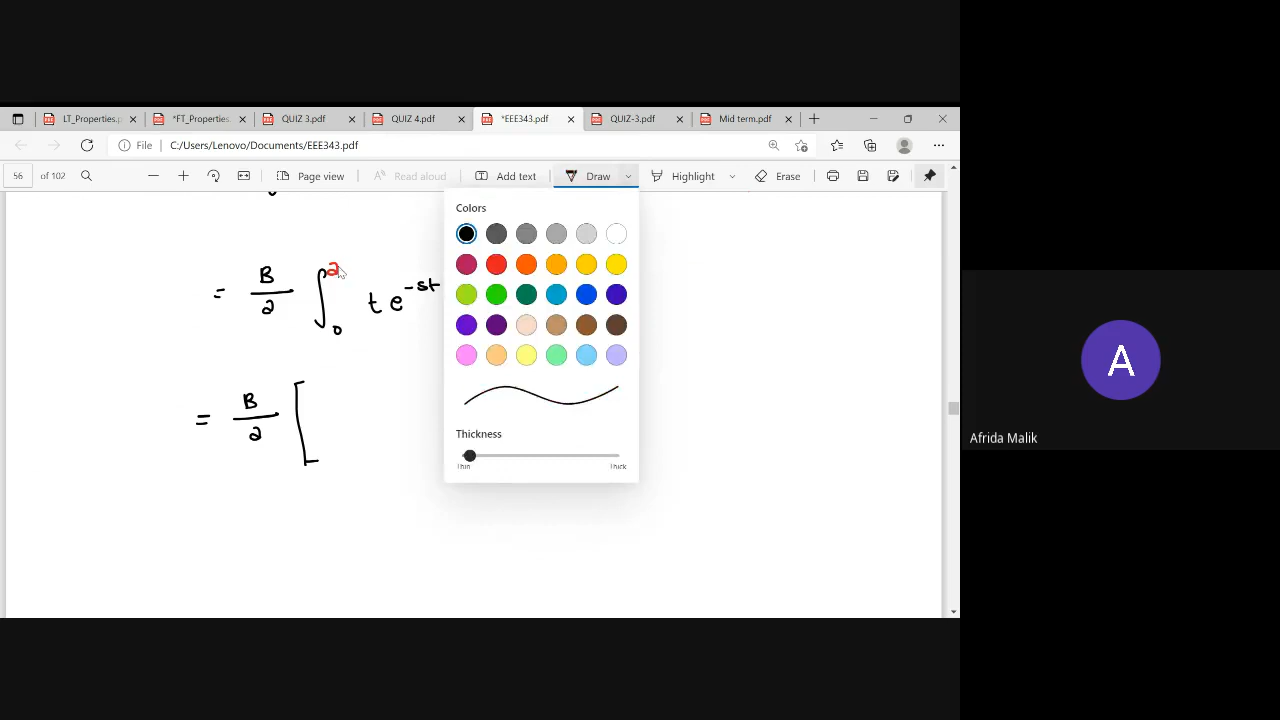 LT_Properties.p
*FT_Properties
QUIZ 3.pdf
QUIZ 4.pdf
*EEE343.pdf
QUIZ-3.pdf
Mid term.pdf
File
C:/Users/Lenovo/Documents/EEE343.pdf
56 of 102
Page view
Read aloud
Add text
Draw
Highlight
Erase
Colors
= B/2 ∫₀² t e^-st
= B/2 [
Thickness
Thin
Thick
A
Afrida Malik